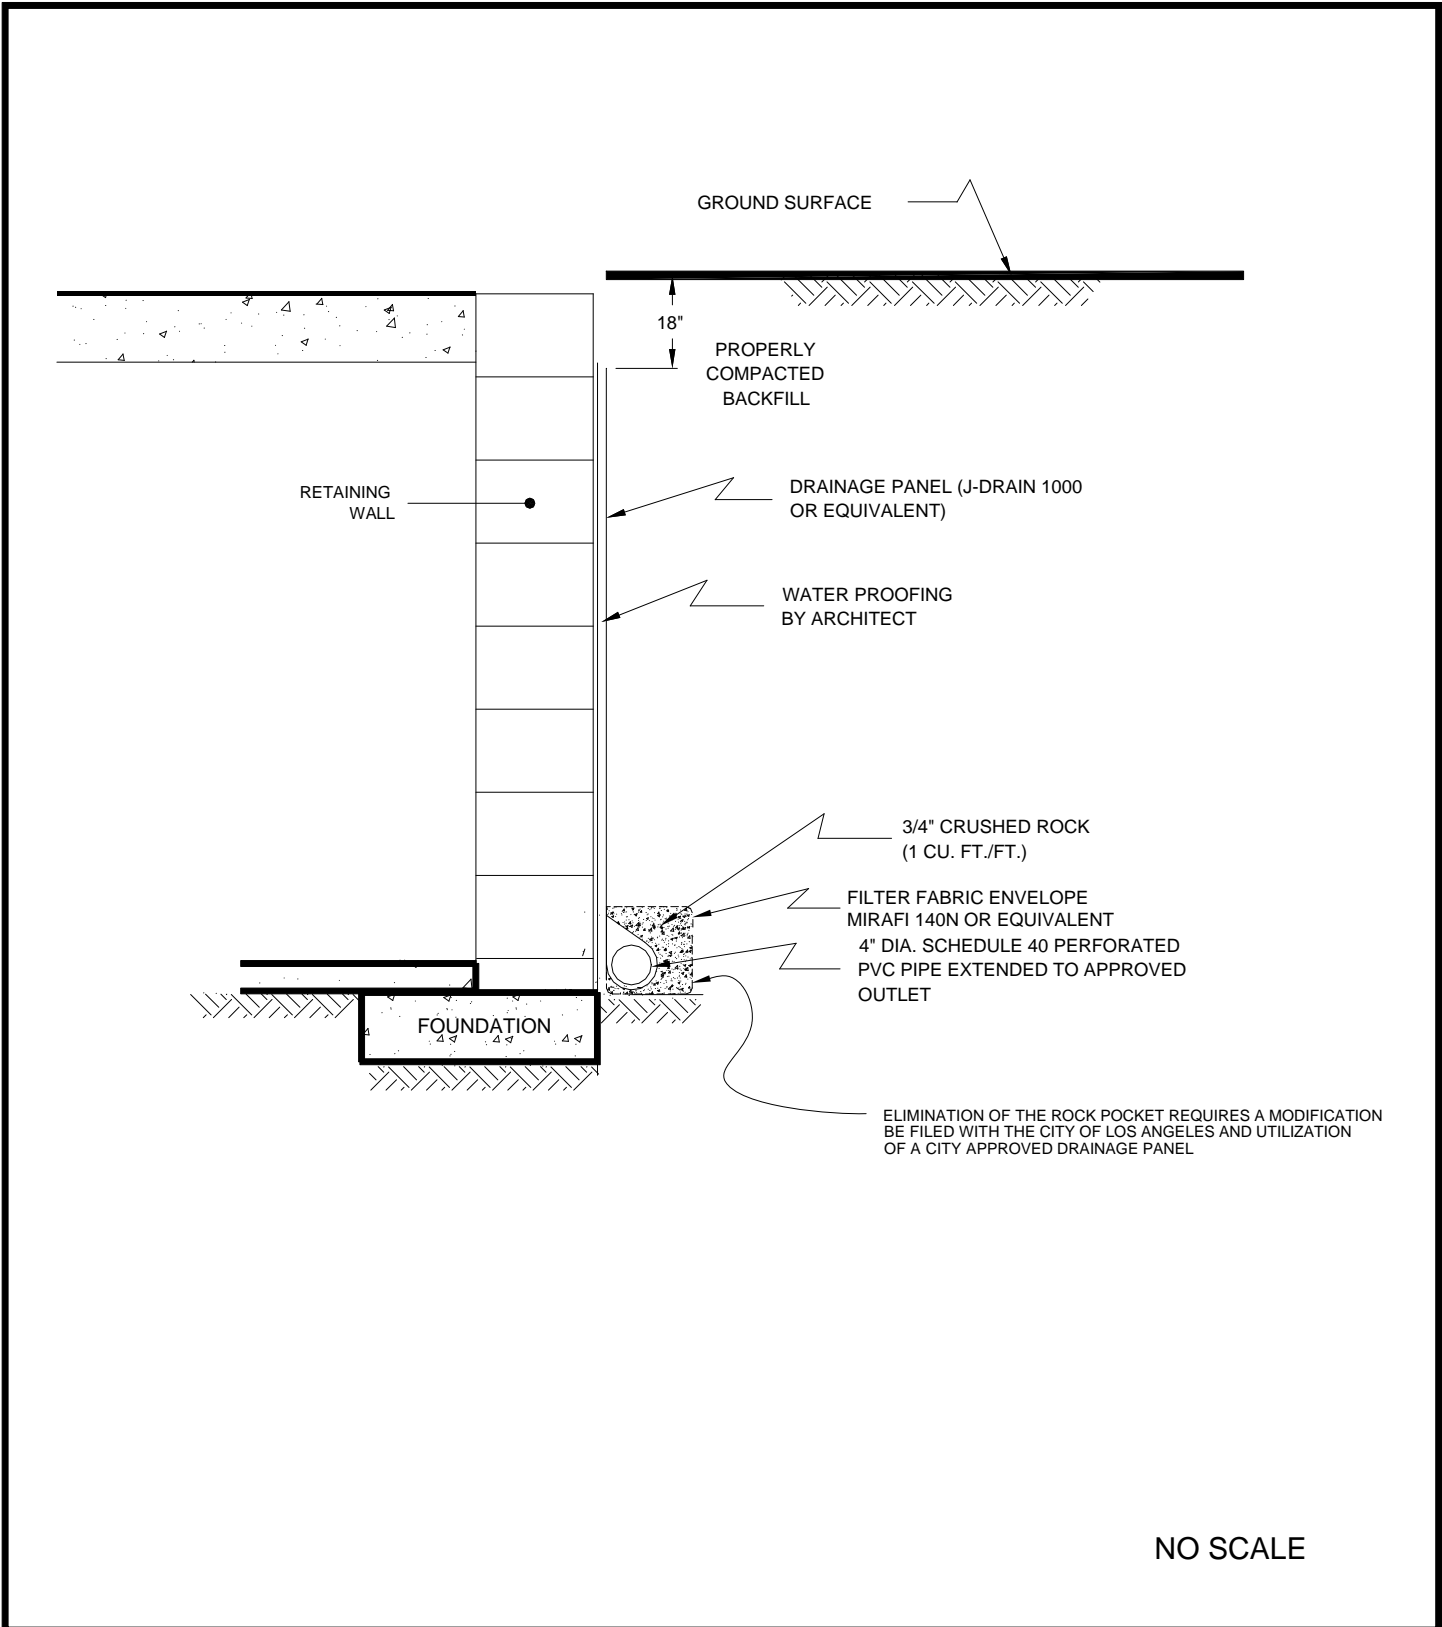 GROUND SURFACE
18"
PROPERLY
COMPACTED
BACKFILL
RETAINING
WALL
DRAINAGE PANEL (J-DRAIN 1000
OR EQUIVALENT)
WATER PROOFING
BY ARCHITECT
3/4" CRUSHED ROCK
(1 CU. FT./FT.)
FILTER FABRIC ENVELOPE
MIRAFI 140N OR EQUIVALENT
4" DIA. SCHEDULE 40 PERFORATED
PVC PIPE EXTENDED TO APPROVED
OUTLET
FOUNDATION
ELIMINATION OF THE ROCK POCKET REQUIRES A MODIFICATION
BE FILED WITH THE CITY OF LOS ANGELES AND UTILIZATION
OF A CITY APPROVED DRAINAGE PANEL
NO SCALE